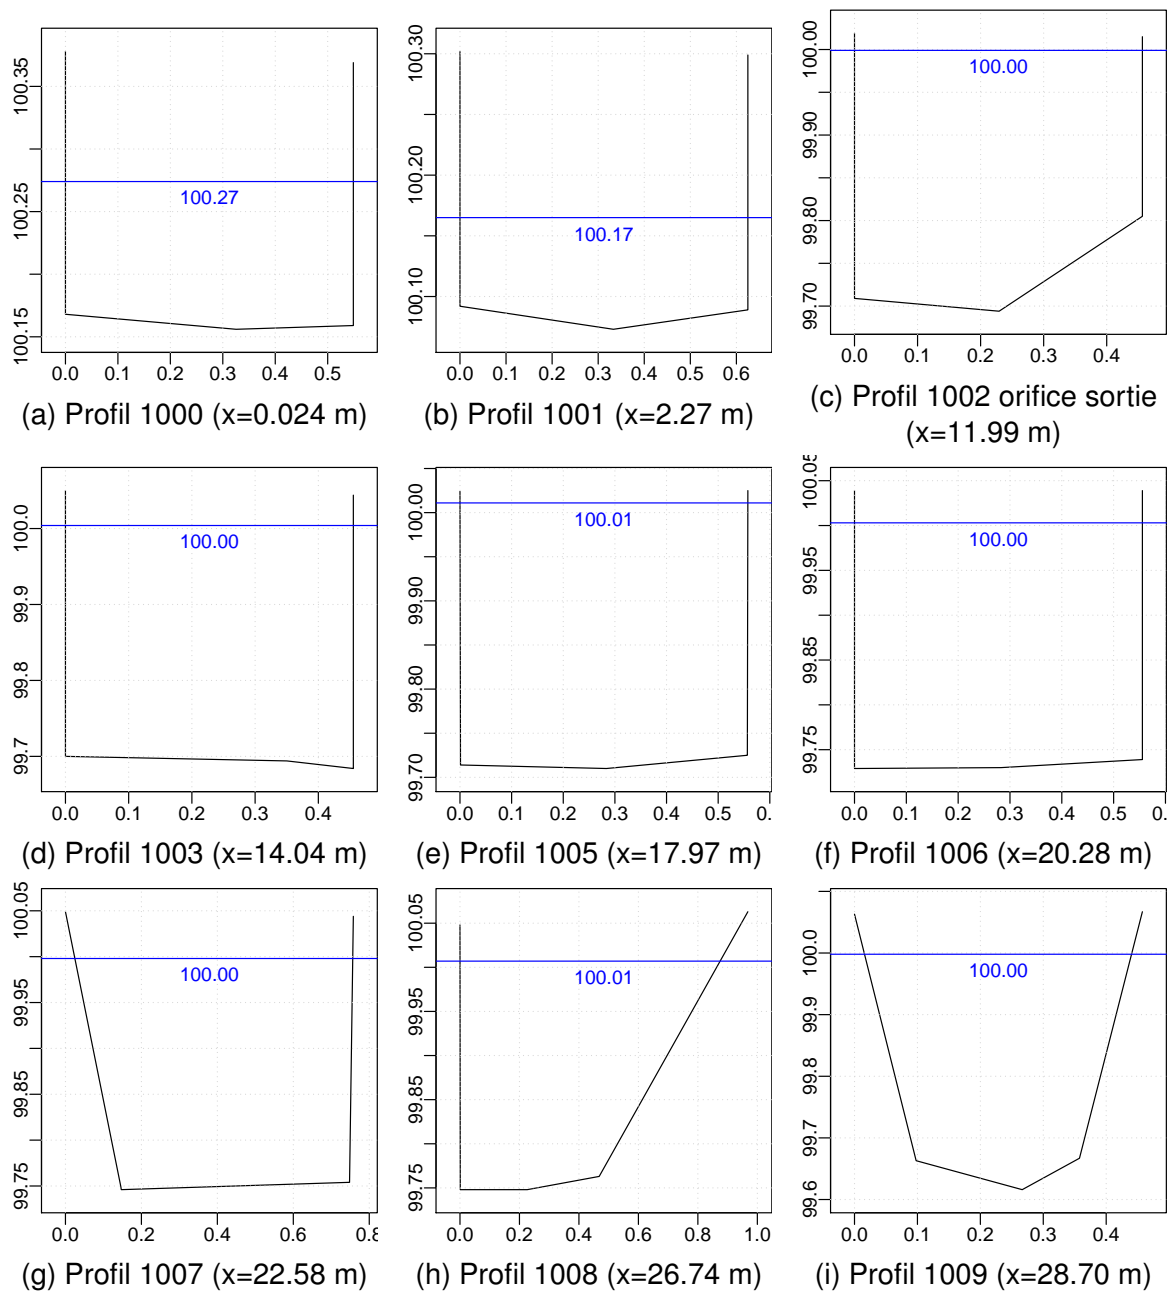 100.35
100.25
100.15
100.27
0.0 0.1 0.2 0.3 0.4 0.5
(a) Profil 1000 (x=0.024 m)
100.30
100.20
100.10
100.17
0.0 0.1 0.2 0.3 0.4 0.5 0.6
(b) Profil 1001 (x=2.27 m)
100.00
99.90
99.80
99.70
100.00
0.0 0.1 0.2 0.3 0.4
(c) Profil 1002 orifice sortie
(x=11.99 m)
100.0
99.9
99.8
99.7
100.00
0.0 0.1 0.2 0.3 0.4
(d) Profil 1003 (x=14.04 m)
100.00
99.90
99.80
99.70
100.01
0.0 0.1 0.2 0.3 0.4 0.5 0.
(e) Profil 1005 (x=17.97 m)
100.05
99.95
99.85
99.75
100.00
0.0 0.1 0.2 0.3 0.4 0.5 0.
(f) Profil 1006 (x=20.28 m)
100.05
99.95
99.85
99.75
100.00
0.0 0.2 0.4 0.6 0.8
(g) Profil 1007 (x=22.58 m)
100.05
99.95
99.85
99.75
100.01
0.0 0.2 0.4 0.6 0.8 1.0
(h) Profil 1008 (x=26.74 m)
100.0
99.9
99.8
99.7
99.6
100.00
0.0 0.1 0.2 0.3 0.4
(i) Profil 1009 (x=28.70 m)